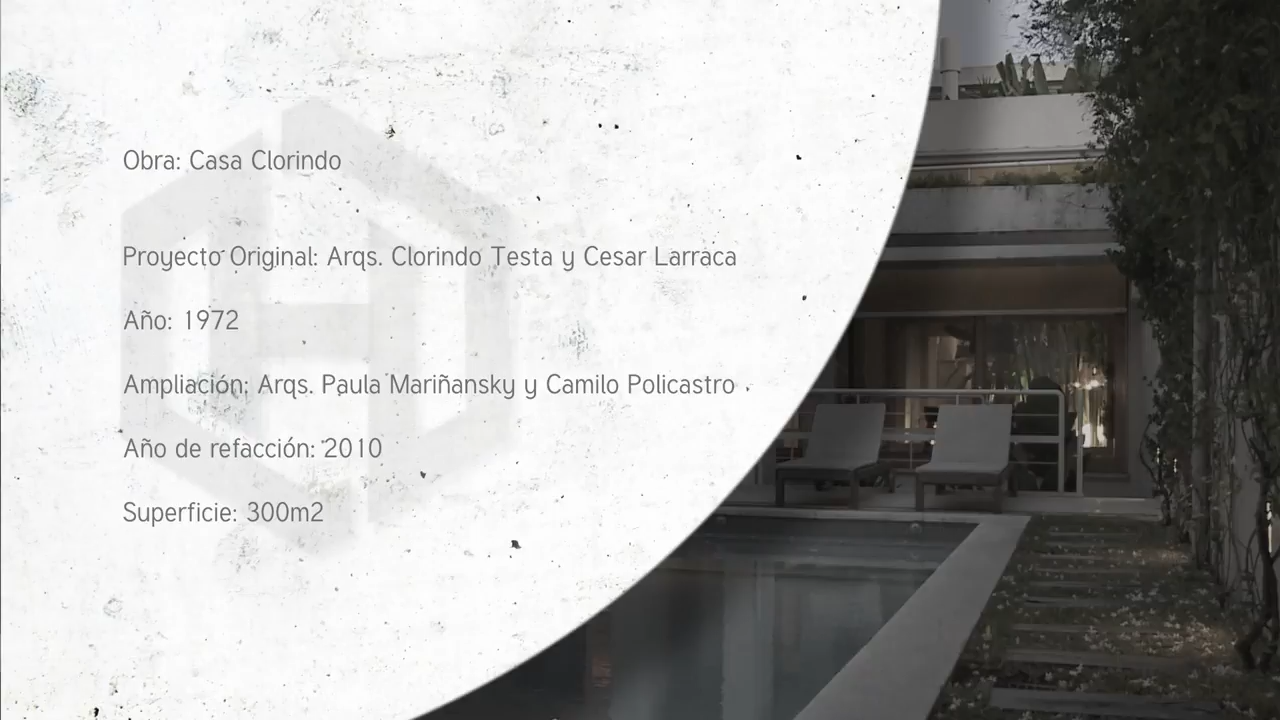 Obra: Casa Clorindo
Proyecto Original: Arqs. Clorindo Testa y Cesar Larraca
Año: 1972
Ampliación: Arqs. Paula Mariñansky y Camilo Policastro
Año de refacción: 2010
Superficie: 300m2